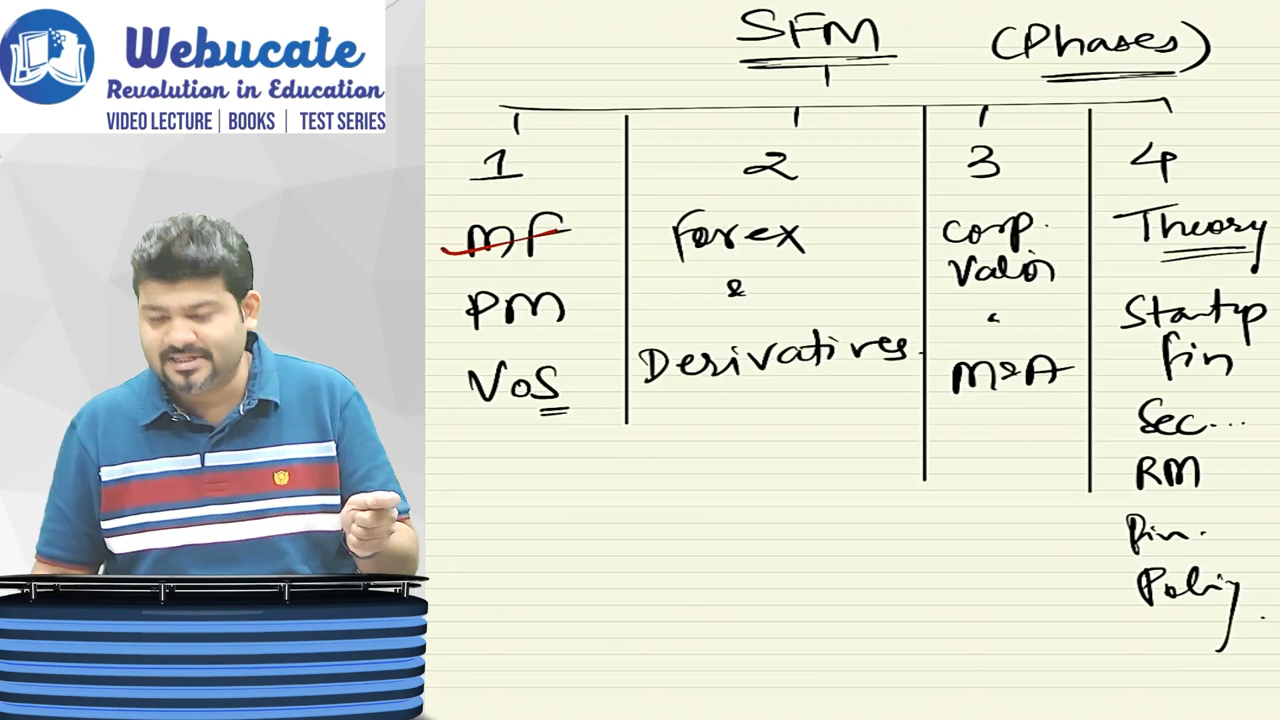 Webucate
Revolution in Education
VIDEO LECTURE | BOOKS | TEST SERIES
SFM (Phases)
1
MF
PM
VOS
2
Forex
&
Derivatives
3
Corp.
Valn
&
M&A
4
Theory
Startup
fin
Sec...
RM
Fin.
Policy